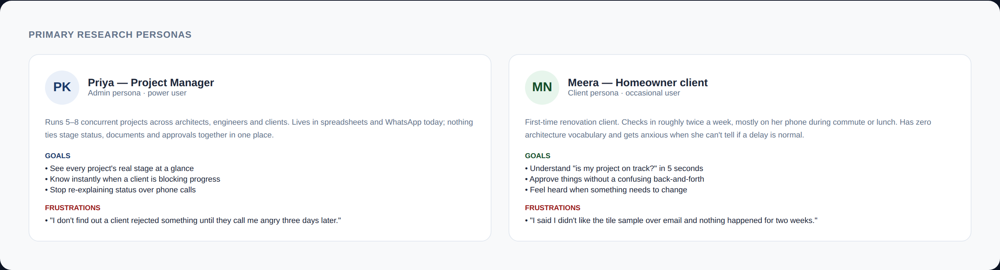 PRIMARY RESEARCH PERSONAS
PK
Priya — Project Manager
Admin persona · power user
Runs 5–8 concurrent projects across architects, engineers and clients. Lives in spreadsheets and WhatsApp today; nothing
ties stage status, documents and approvals together in one place.
GOALS
• See every project's real stage at a glance
• Know instantly when a client is blocking progress
• Stop re-explaining status over phone calls
FRUSTRATIONS
• "I don't find out a client rejected something until they call me angry three days later."
MN
Meera — Homeowner client
Client persona · occasional user
First-time renovation client. Checks in roughly twice a week, mostly on her phone during commute or lunch. Has zero
architecture vocabulary and gets anxious when she can't tell if a delay is normal.
GOALS
• Understand "is my project on track?" in 5 seconds
• Approve things without a confusing back-and-forth
• Feel heard when something needs to change
FRUSTRATIONS
• "I said I didn't like the tile sample over email and nothing happened for two weeks."